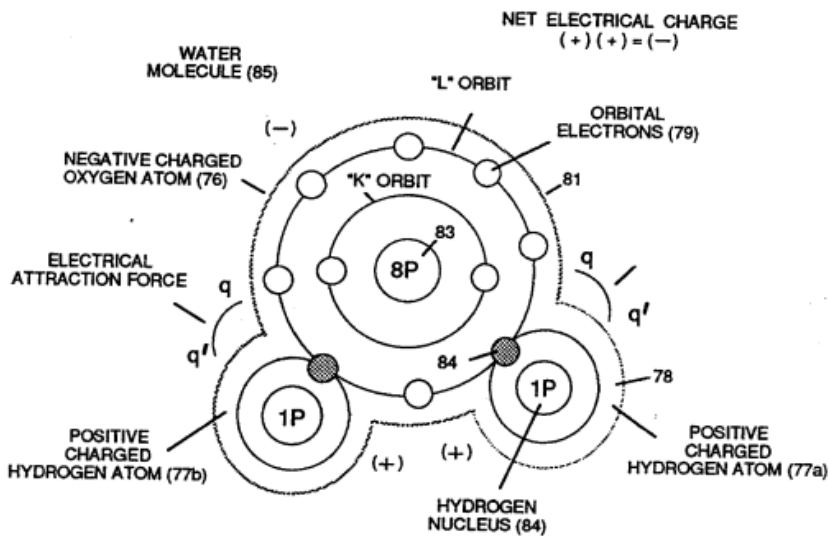 NET ELECTRICAL CHARGE
(+) (+) = (−)
WATER
MOLECULE (85)
"L" ORBIT
(−)
ORBITAL
ELECTRONS (79)
NEGATIVE CHARGED
OXYGEN ATOM (76)
81
"K" ORBIT
83
8P
ELECTRICAL
ATTRACTION FORCE
q
q'
q
q'
84
78
1P
1P
POSITIVE
CHARGED
HYDROGEN ATOM (77b)
(+)
(+)
POSITIVE
CHARGED
HYDROGEN ATOM (77a)
HYDROGEN
NUCLEUS (84)